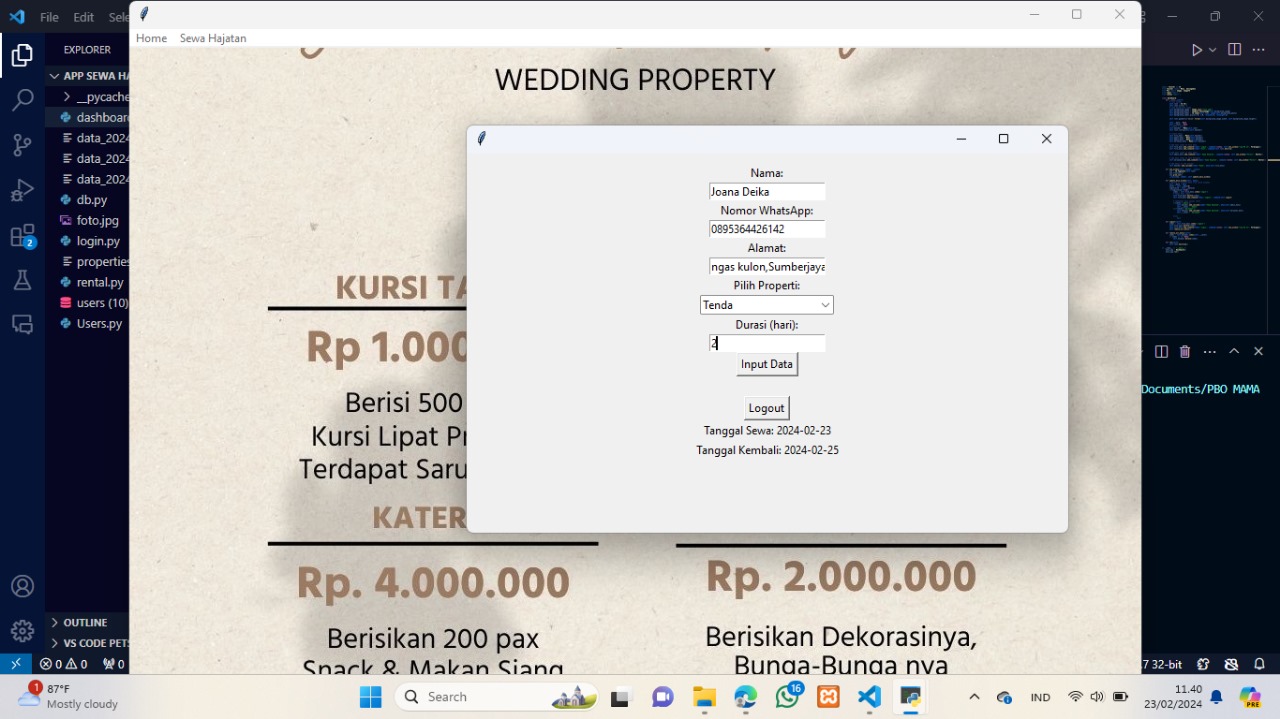 File
Edit
Sele
Home
Sewa Hajatan
EXPLORER
WEDDING PROPERTY
APP SEWA HA
__pycache
dashboard
data_2024
data_2024
data_2024
db.py
foto.jpg
login.py
properties
rental.py
users (10)
Users.py
OUTLINE
VS CODE PETS
Nama:
Joana Deika
Nomor WhatsApp:
0895364426142
Alamat:
ngas kulon,Sumberjaya
Pilih Properti:
Tenda
Durasi (hari):
2
Input Data
Logout
Tanggal Sewa: 2024-02-23
Tanggal Kembali: 2024-02-25
KURSI TA
Rp 1.000
Berisi 500
Kursi Lipat Pr
Terdapat Saru
KATER
Rp. 4.000.000
Berisikan 200 pax
Snack & Makan Siang
Rp. 2.000.000
Berisikan Dekorasinya,
Bunga-Bunga nya
Documents/PBO MAMA
2
0
0
0
7 32-bit
1
87°F
Mostly cloudy
Search
16
IND
11.40
23/02/2024
PRE